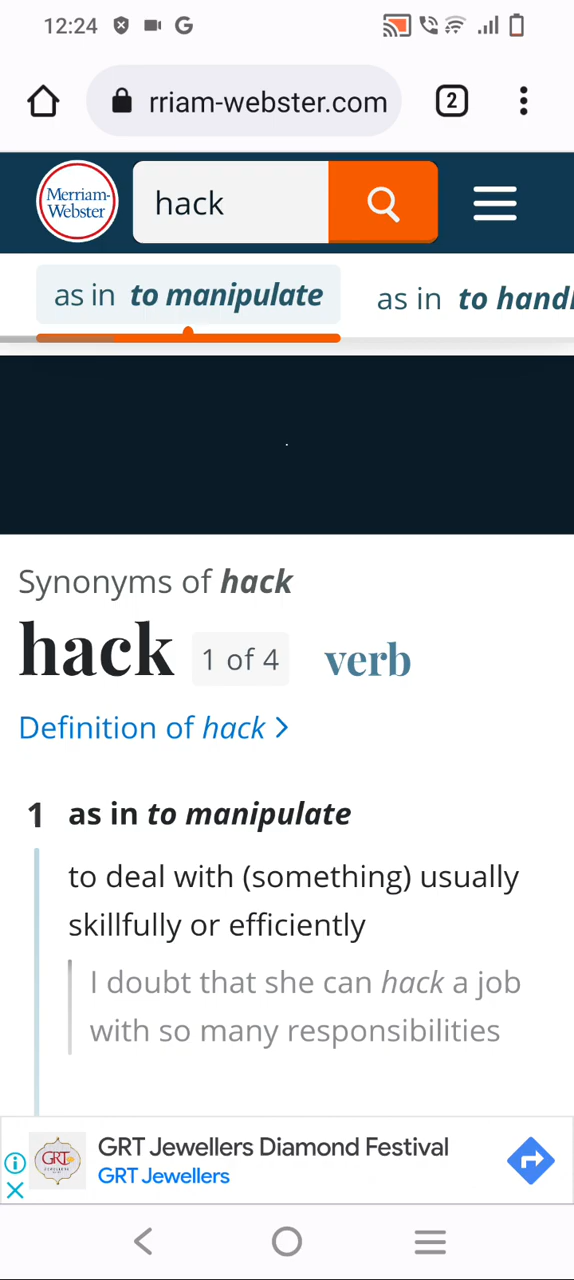 12:24
rriam-webster.com
2
Merriam-
Webster
hack
as in to manipulate
as in to handl
Synonyms of hack
hack 1 of 4 verb
Definition of hack >
1 as in to manipulate
to deal with (something) usually
skillfully or efficiently
I doubt that she can hack a job
with so many responsibilities
GRT
GRT Jewellers Diamond Festival
GRT Jewellers